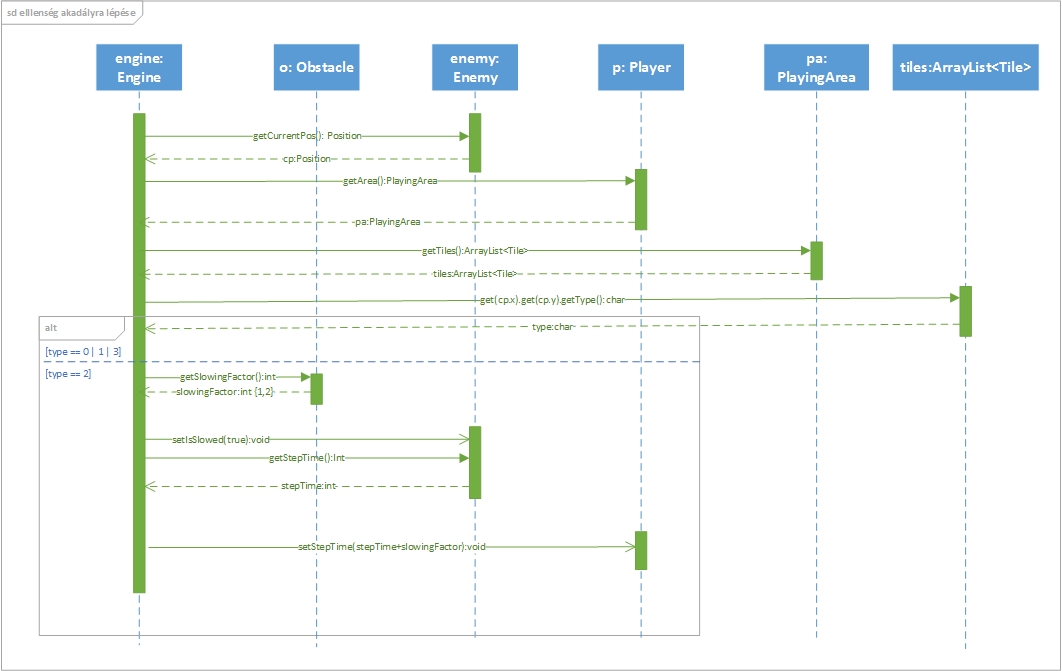 sd elllenség akadályra lépése
engine:
Engine
o: Obstacle
enemy:
Enemy
p: Player
pa:
PlayingArea
tiles:ArrayList<Tile>
getCurrentPos(): Position
cp:Position
getArea():PlayingArea
pa:PlayingArea
getTiles():ArrayList<Tile>
tiles:ArrayList<Tile>
get(cp.x).get(cp.y).getType():char
alt
type:char
[type == 0 | 1 | 3]
[type == 2]
getSlowingFactor():int
slowingFactor:int {1,2}
setIsSlowed(true):void
getStepTime():Int
stepTime:int
setStepTime(stepTime+slowingFactor):void